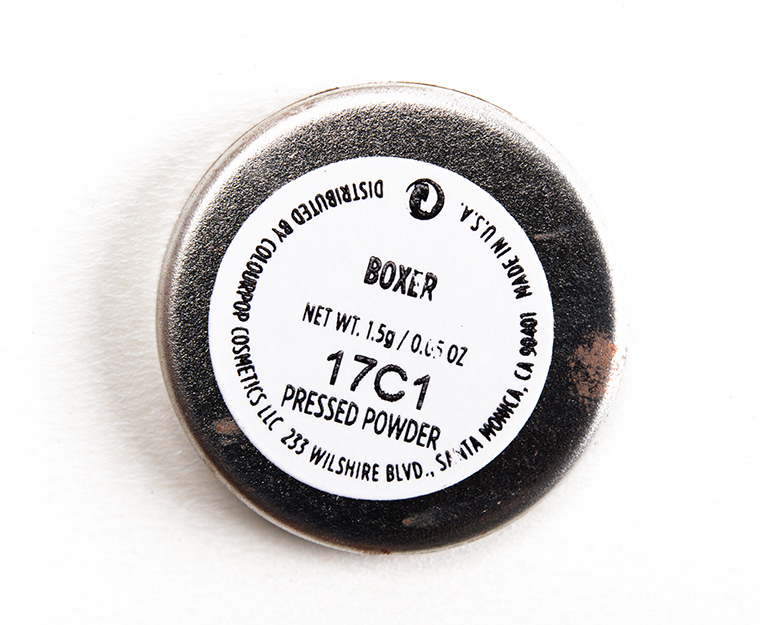 BOXER
NET WT. 1.5g / 0.05 OZ
17C1
PRESSED POWDER
DISTRIBUTED BY COLOURPOP COSMETICS LLC 233 WILSHIRE BLVD., SANTA MONICA, CA 90401 MADE IN U.S.A.